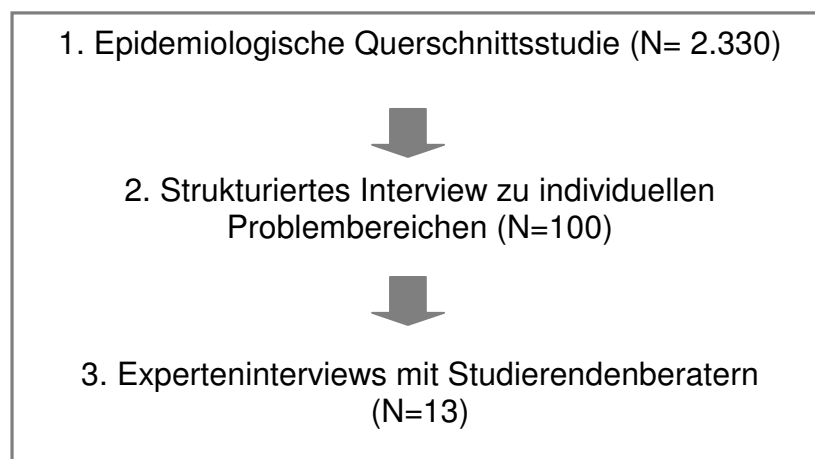 1. Epidemiologische Querschnittsstudie (N= 2.330)
2. Strukturiertes Interview zu individuellen
Problembereichen (N=100)
3. Experteninterviews mit Studierendenberatern
(N=13)